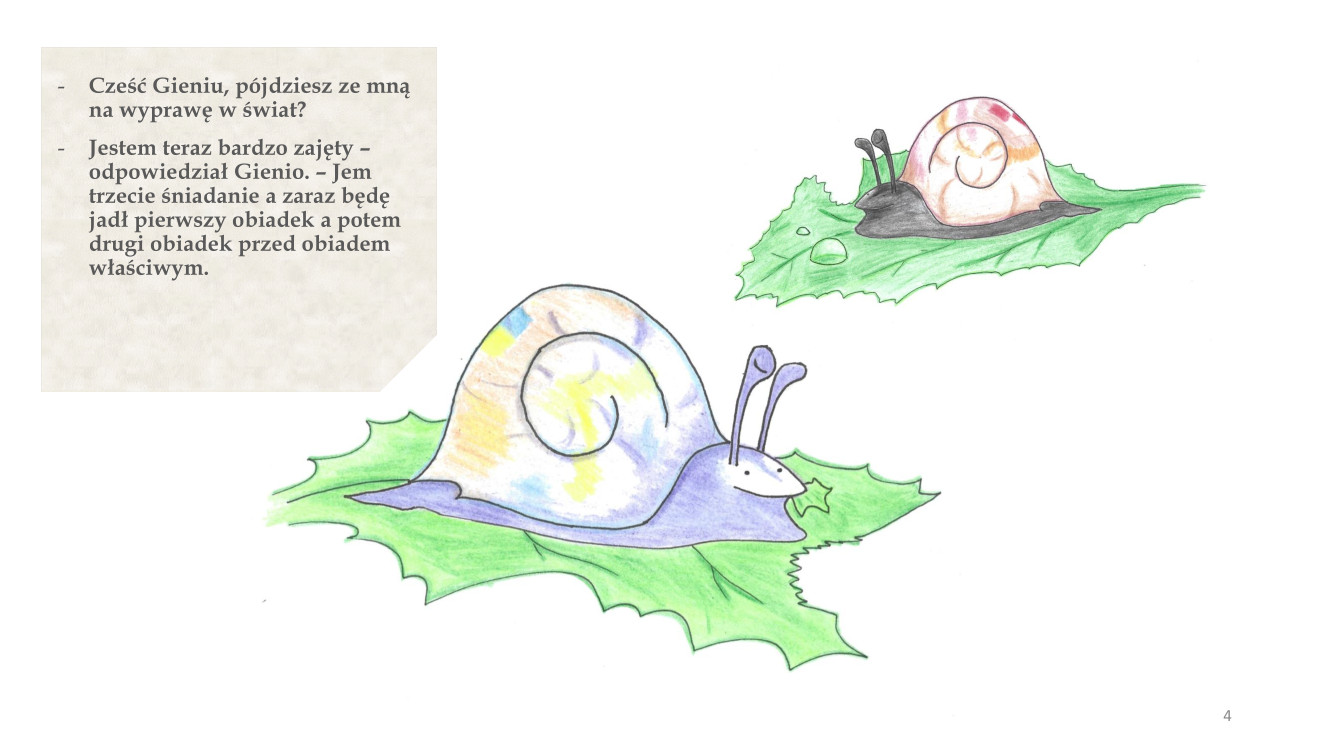 - Cześć Gieniu, pójdziesz ze mną
na wyprawę w świat?
- Jestem teraz bardzo zajęty –
odpowiedział Gienio. – Jem
trzecie śniadanie a zaraz będę
jadł pierwszy obiadek a potem
drugi obiadek przed obiadem
właściwym.
4